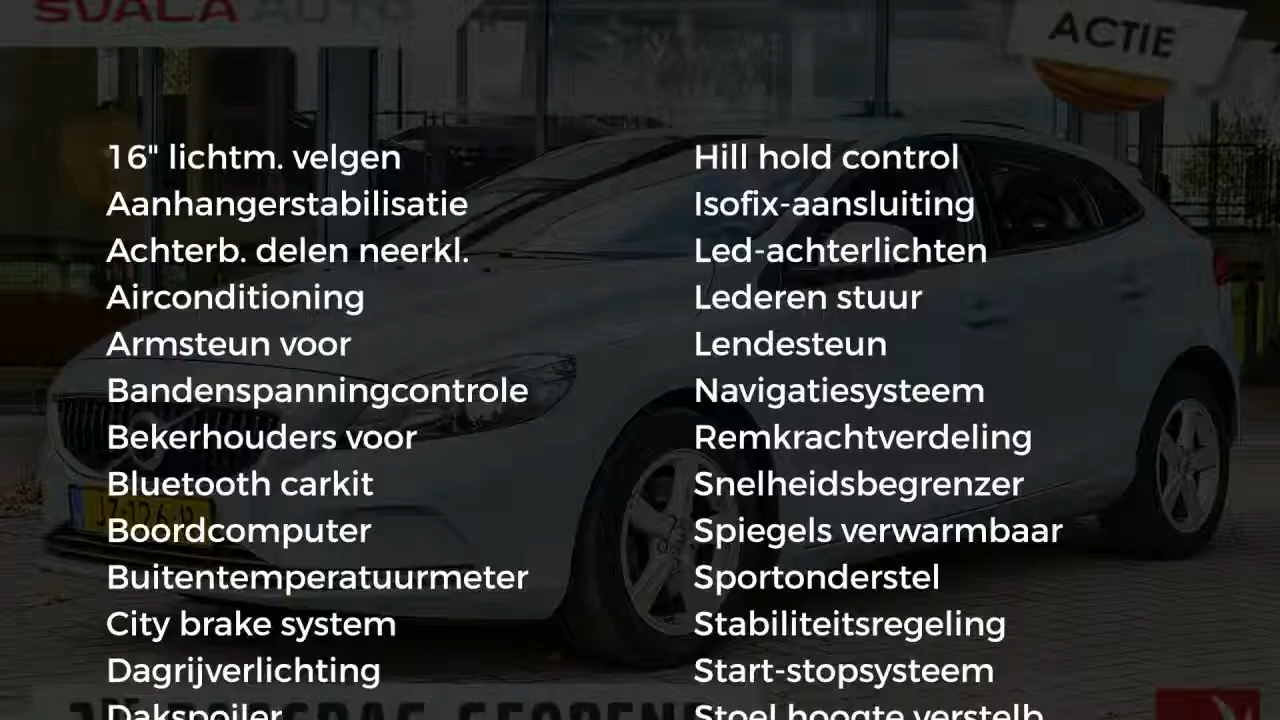 SVALA AUTO
ACTIE
16" lichtm. velgen
Aanhangerstabilisatie
Achterb. delen neerkl.
Airconditioning
Armsteun voor
Bandenspanningcontrole
Bekerhouders voor
Bluetooth carkit
Boordcomputer
Buitentemperatuurmeter
City brake system
Dagrijverlichting
Dakspoiler
Hill hold control
Isofix-aansluiting
Led-achterlichten
Lederen stuur
Lendesteun
Navigatiesysteem
Remkrachtverdeling
Snelheidsbegrenzer
Spiegels verwarmbaar
Sportonderstel
Stabiliteitsregeling
Start-stopsysteem
Stoel hoogte verstelb.